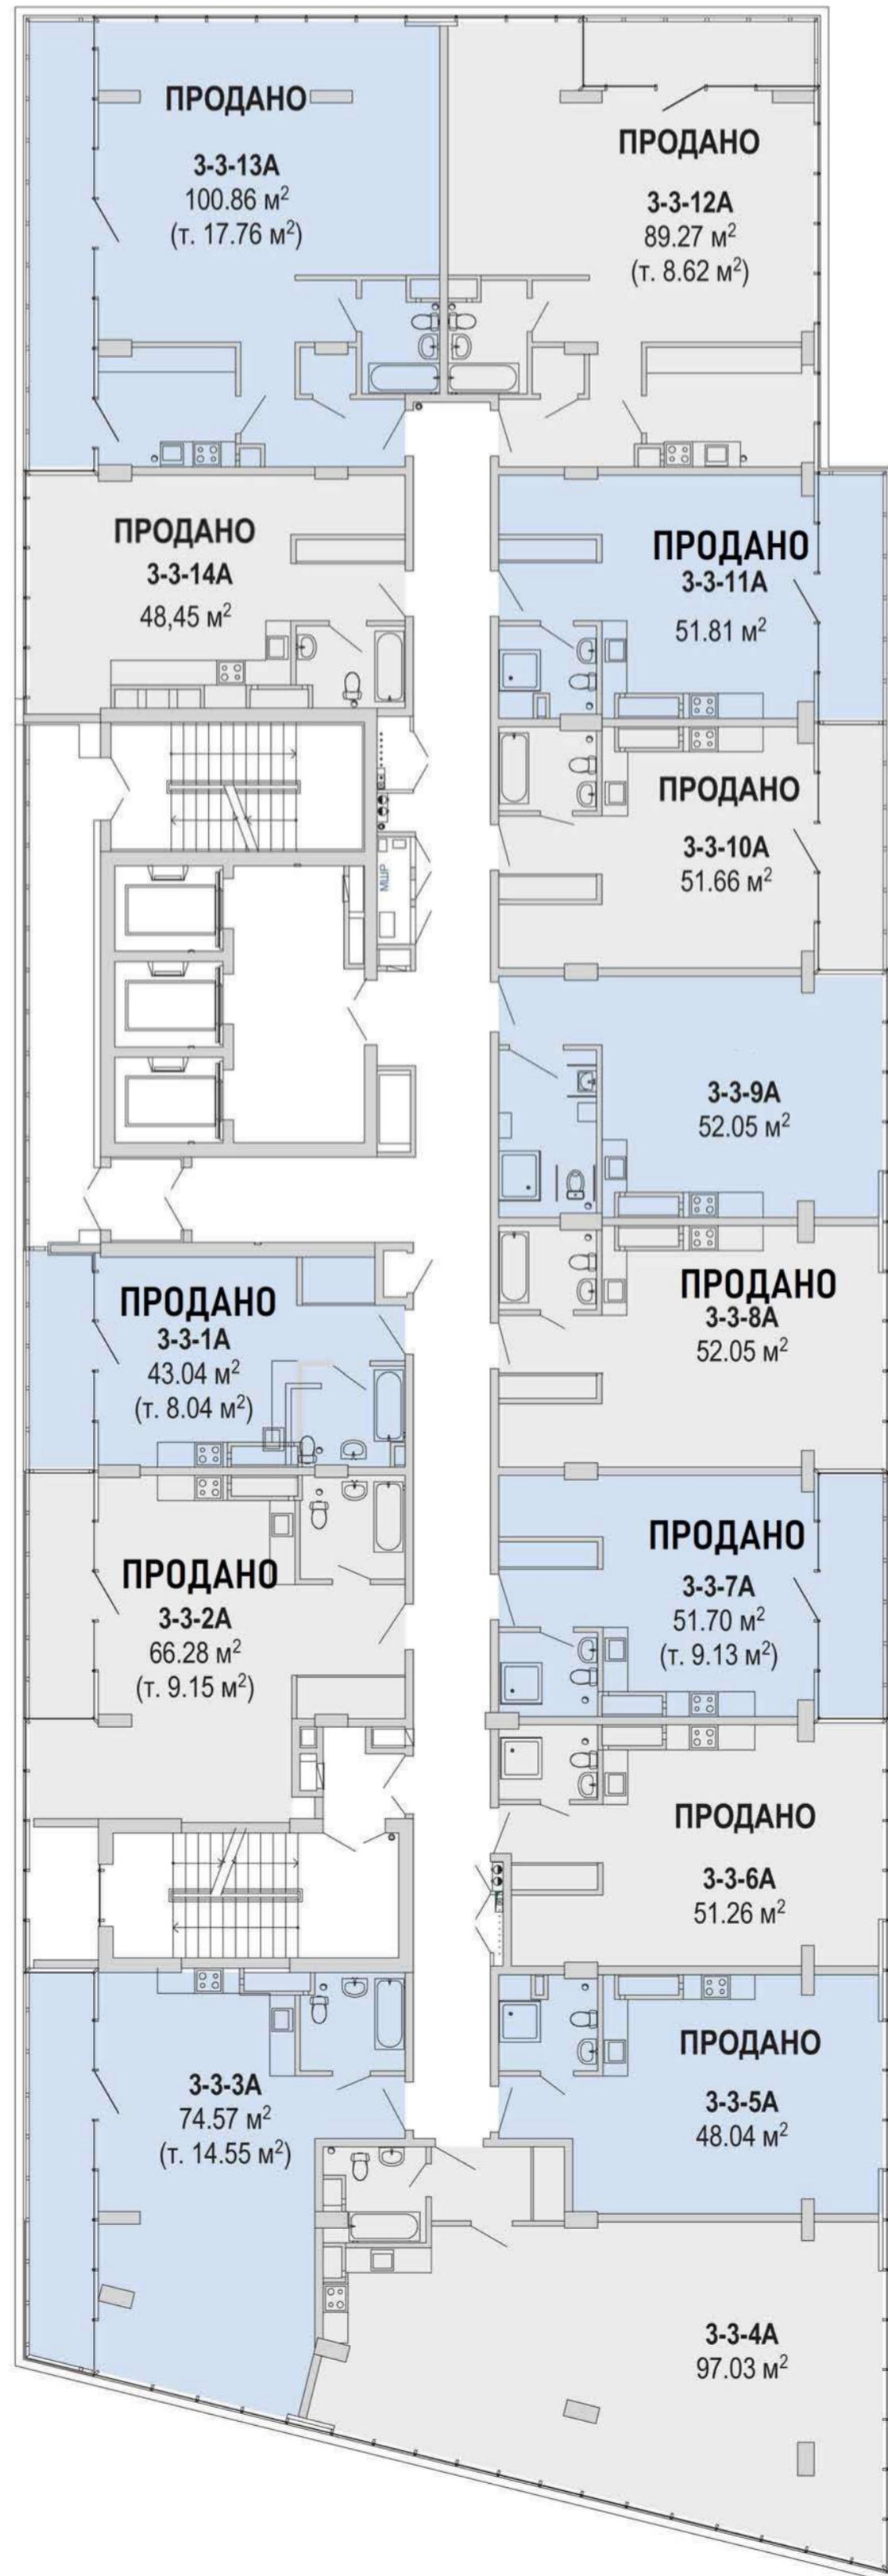 ПРОДАНО
3-3-13А
100.86 м²
(т. 17.76 м²)
ПРОДАНО
3-3-12А
89.27 м²
(т. 8.62 м²)
ПРОДАНО
3-3-14А
48,45 м²
ПРОДАНО
3-3-11А
51.81 м²
ПРОДАНО
3-3-10А
51.66 м²
МШР
3-3-9А
52.05 м²
ПРОДАНО
3-3-8А
52.05 м²
ПРОДАНО
3-3-1А
43.04 м²
(т. 8.04 м²)
ПРОДАНО
3-3-7А
51.70 м²
(т. 9.13 м²)
ПРОДАНО
3-3-2А
66.28 м²
(т. 9.15 м²)
ПРОДАНО
3-3-6А
51.26 м²
ПРОДАНО
3-3-5А
48.04 м²
3-3-3А
74.57 м²
(т. 14.55 м²)
3-3-4А
97.03 м²